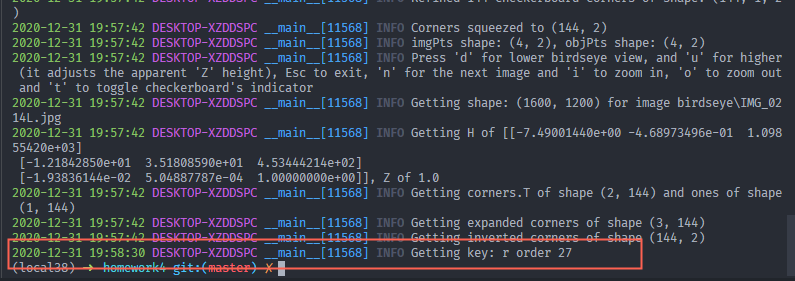 2020-12-31 19:57:42 DESKTOP-XZDDSPC __main__[11568] INFO Refined 144 checkerboard corners of shape: (144, 1, 2
)
2020-12-31 19:57:42 DESKTOP-XZDDSPC __main__[11568] INFO Corners squeezed to (144, 2)
2020-12-31 19:57:42 DESKTOP-XZDDSPC __main__[11568] INFO imgPts shape: (4, 2), objPts shape: (4, 2)
2020-12-31 19:57:42 DESKTOP-XZDDSPC __main__[11568] INFO Press 'd' for lower birdseye view, and 'u' for higher
(it adjusts the apparent 'Z' height), Esc to exit, 'n' for the next image and 'i' to zoom in, 'o' to zoom out
and 't' to toggle checkerboard's indicator
2020-12-31 19:57:42 DESKTOP-XZDDSPC __main__[11568] INFO Getting shape: (1600, 1200) for image birdseye\IMG_02
14L.jpg
2020-12-31 19:57:42 DESKTOP-XZDDSPC __main__[11568] INFO Getting H of [[-7.49001440e+00 -4.68973496e-01 1.098
55420e+03]
[-1.21842850e+01 3.51808590e+01 4.53444214e+02]
[-1.93836144e-02 5.04887787e-04 1.00000000e+00]], Z of 1.0
2020-12-31 19:57:42 DESKTOP-XZDDSPC __main__[11568] INFO Getting corners.T of shape (2, 144) and ones of shape
(1, 144)
2020-12-31 19:57:42 DESKTOP-XZDDSPC __main__[11568] INFO Getting expanded corners of shape (3, 144)
2020-12-31 19:57:42 DESKTOP-XZDDSPC __main__[11568] INFO Getting inverted corners of shape (144, 2)
2020-12-31 19:58:30 DESKTOP-XZDDSPC __main__[11568] INFO Getting key: r order 27
(local38) → homework4 git:(master) ✗